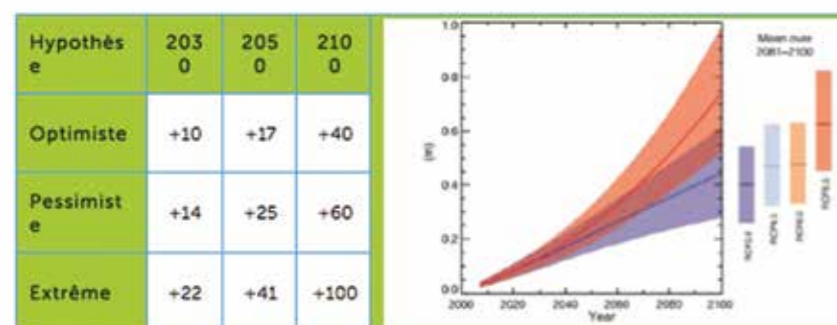 Hypothès
e
203
0
205
0
210
0
Optimiste
+10
+17
+40
Pessimist
e
+14
+25
+60
Extrême
+22
+41
+100
1.0
0.8
0.6
0.4
0.2
0.0
(m)
2000
2020
2040
2060
2080
2100
Year
Mean over
2081–2100
RCP2.6
RCP4.5
RCP6.0
RCP8.5